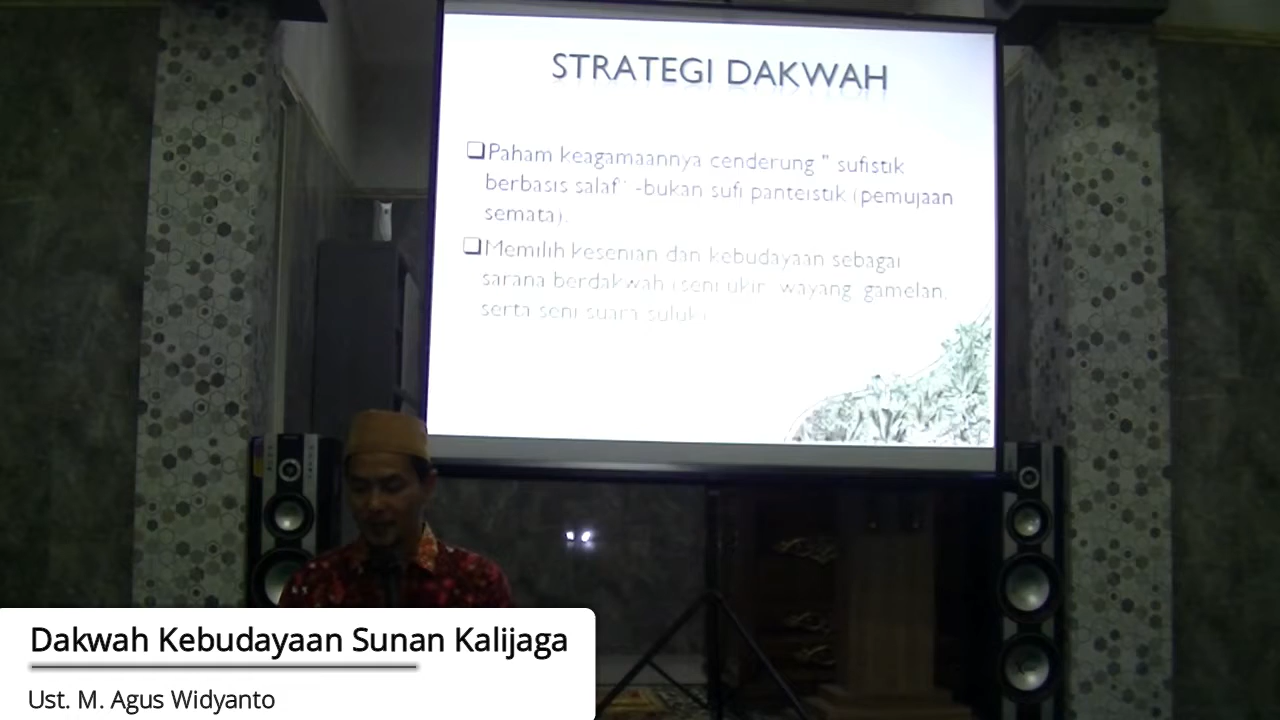 STRATEGI DAKWAH
Paham keagamaannya cenderung " sufistik
berbasis salaf" -bukan sufi panteistik (pemujaan
semata).
Memilih kesenian dan kebudayaan sebagai
sarana berdakwah (seni ukir, wayang, gamelan,
serta seni suara suluk)
Dakwah Kebudayaan Sunan Kalijaga
Ust. M. Agus Widyanto